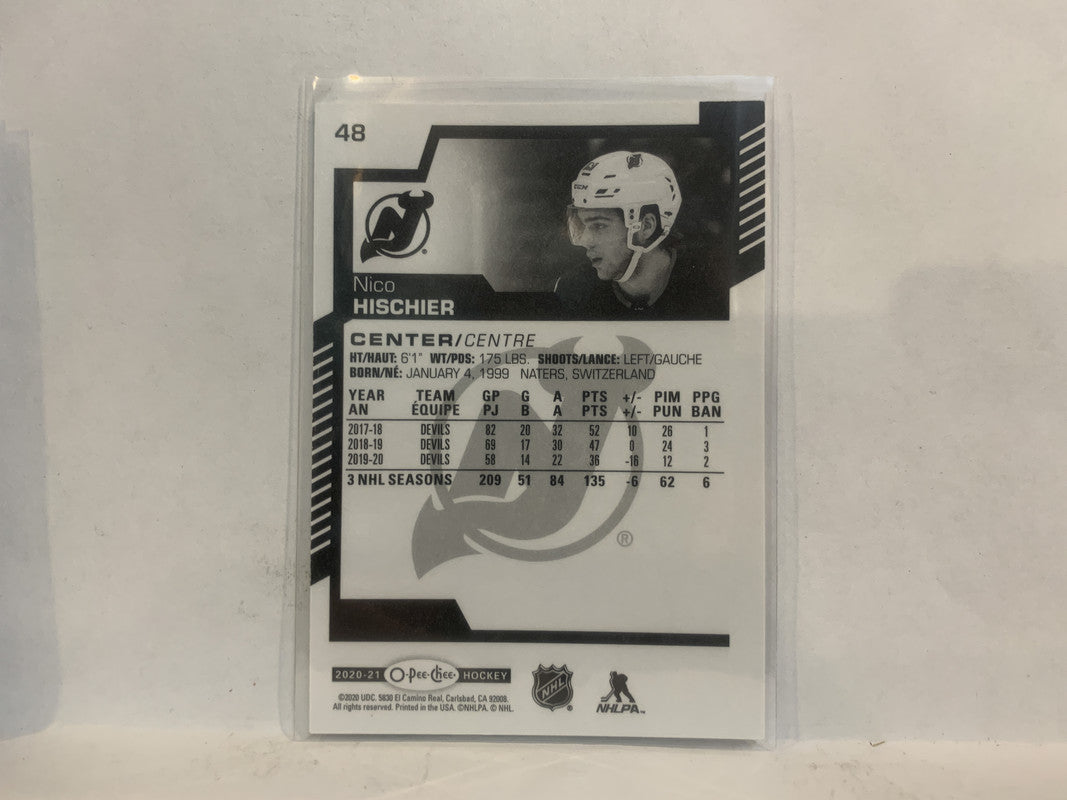 48
CCM
N
®
Nico
HISCHIER
CENTER/CENTRE
HT/HAUT: 6'1" WT/PDS: 175 LBS. SHOOTS/LANCE: LEFT/GAUCHE
BORN/NÉ: JANUARY 4, 1999 NATERS, SWITZERLAND
YEAR TEAM GP G A PTS +/- PIM PPG
AN ÉQUIPE PJ B A PTS +/- PUN BAN
2017-18 DEVILS 82 20 32 52 10 26 1
2018-19 DEVILS 69 17 30 47 0 24 3
2019-20 DEVILS 58 14 22 36 -16 12 2
3 NHL SEASONS 209 51 84 135 -6 62 6
®
2020-21 O-Pee-Chee® HOCKEY
©2020 UDC. 5830 El Camino Real, Carlsbad, CA 92008.
All rights reserved. Printed in the USA. ©NHLPA. © NHL.
NHL ®
NHLPA™